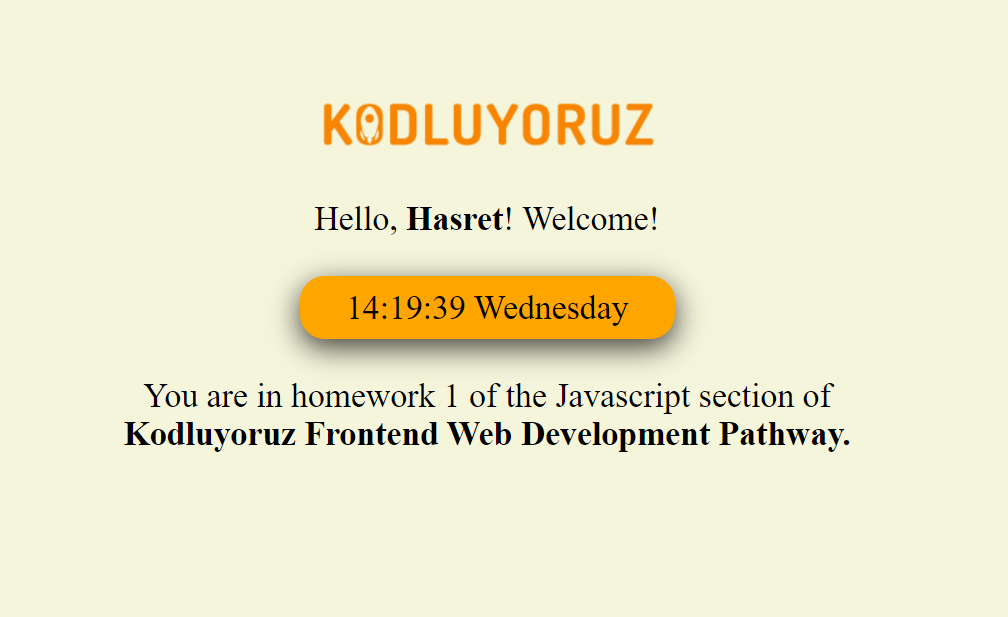 KODLUYORUZ
Hello, Hasret! Welcome!
14:19:39 Wednesday
You are in homework 1 of the Javascript section of
Kodluyoruz Frontend Web Development Pathway.